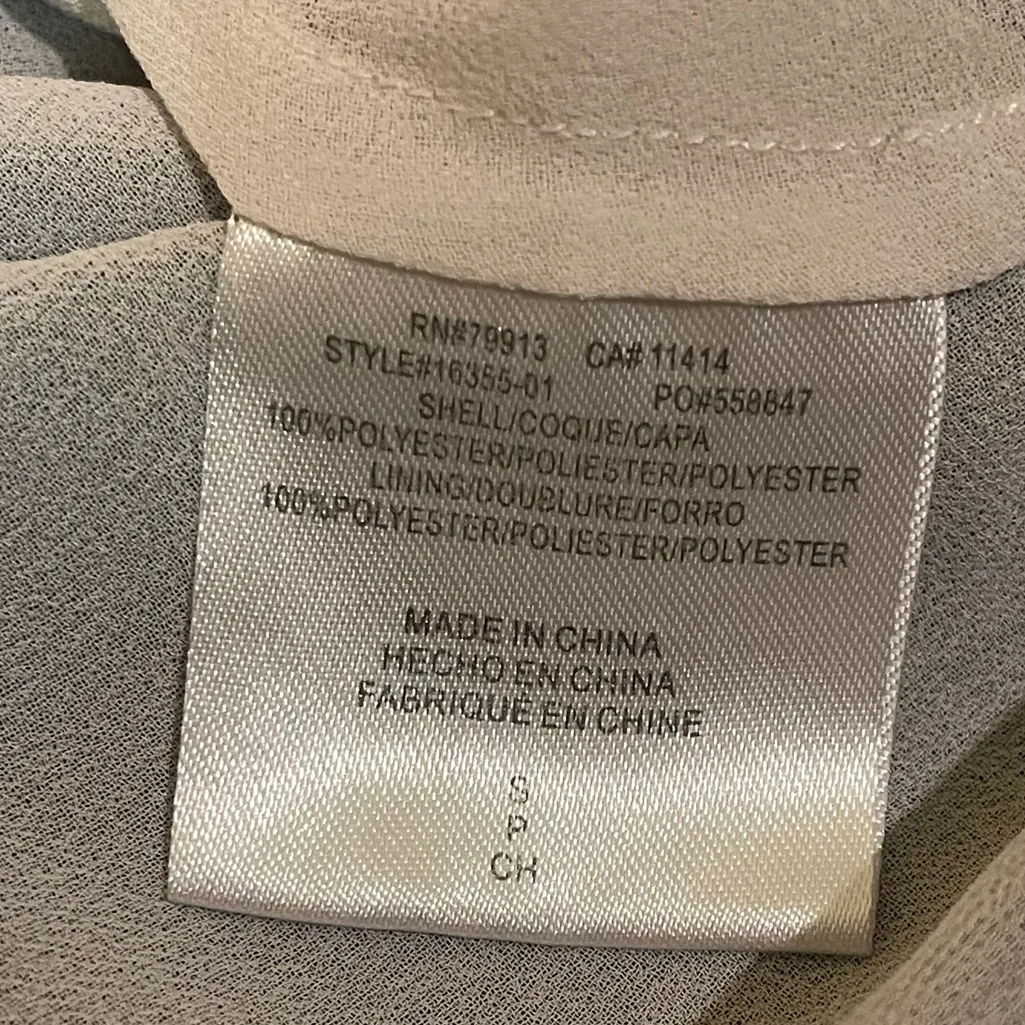 RN#79913 CA# 11414
STYLE#16355-01 PO#558847
SHELL/COQUE/CAPA
100%POLYESTER/POLIESTER/POLYESTER
LINING/DOUBLURE/FORRO
100%POLYESTER/POLIESTER/POLYESTER
MADE IN CHINA
HECHO EN CHINA
FABRIQUÉ EN CHINE
S
P
CH